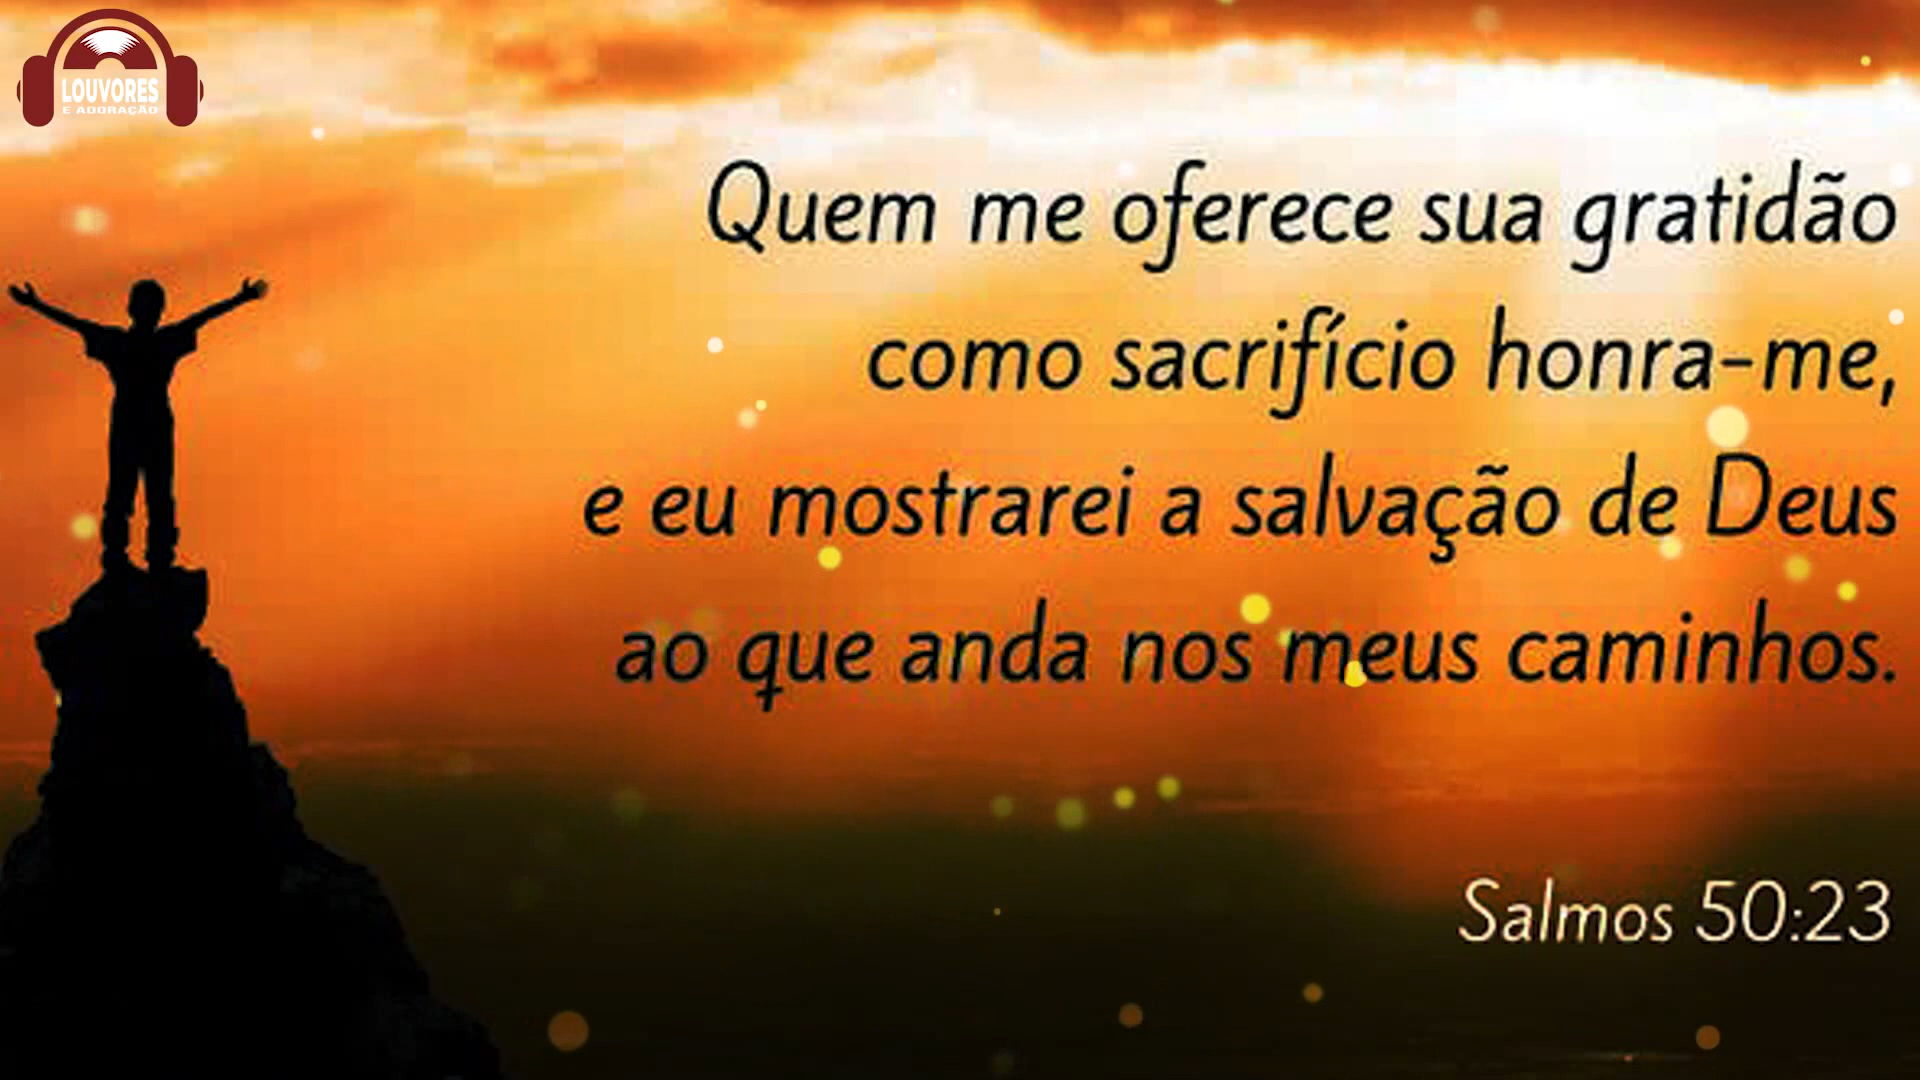 LOUVORES
E ADORAÇÃO
Quem me oferece sua gratidão
como sacrifício honra-me,
e eu mostrarei a salvação de Deus
ao que anda nos meus caminhos.
Salmos 50:23